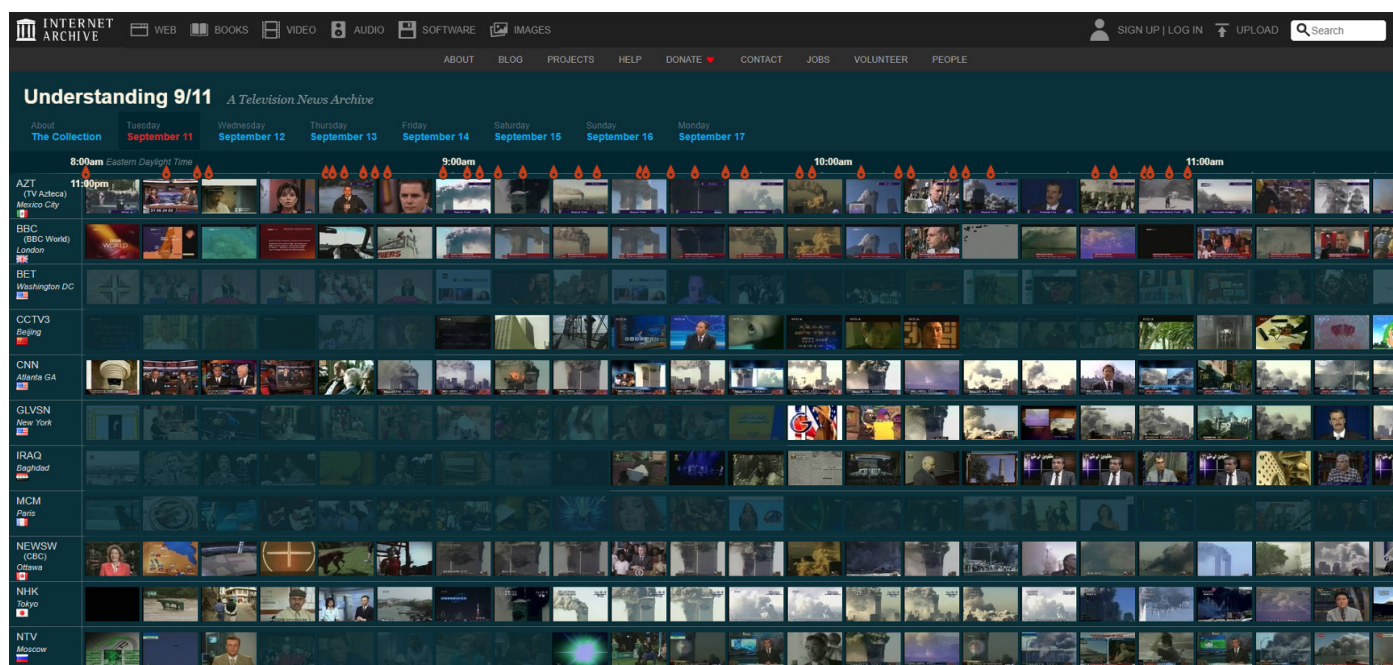 INTERNET
ARCHIVE
WEB
BOOKS
VIDEO
AUDIO
SOFTWARE
IMAGES
SIGN UP | LOG IN
UPLOAD
Search
ABOUT
BLOG
PROJECTS
HELP
DONATE
CONTACT
JOBS
VOLUNTEER
PEOPLE
Understanding 9/11
A Television News Archive
About
The Collection
Tuesday
September 11
Wednesday
September 12
Thursday
September 13
Friday
September 14
Saturday
September 15
Sunday
September 16
Monday
September 17
8:00am Eastern Daylight Time
9:00am
10:00am
11:00am
AZT
11:00pm
(TV Azteca)
Mexico City
BBC
(BBC World)
London
BET
Washington DC
CCTV3
Beijing
CNN
Atlanta GA
GLVSN
New York
IRAQ
Baghdad
MCM
Paris
NEWSW
(CBC)
Ottawa
NHK
Tokyo
NTV
Moscow